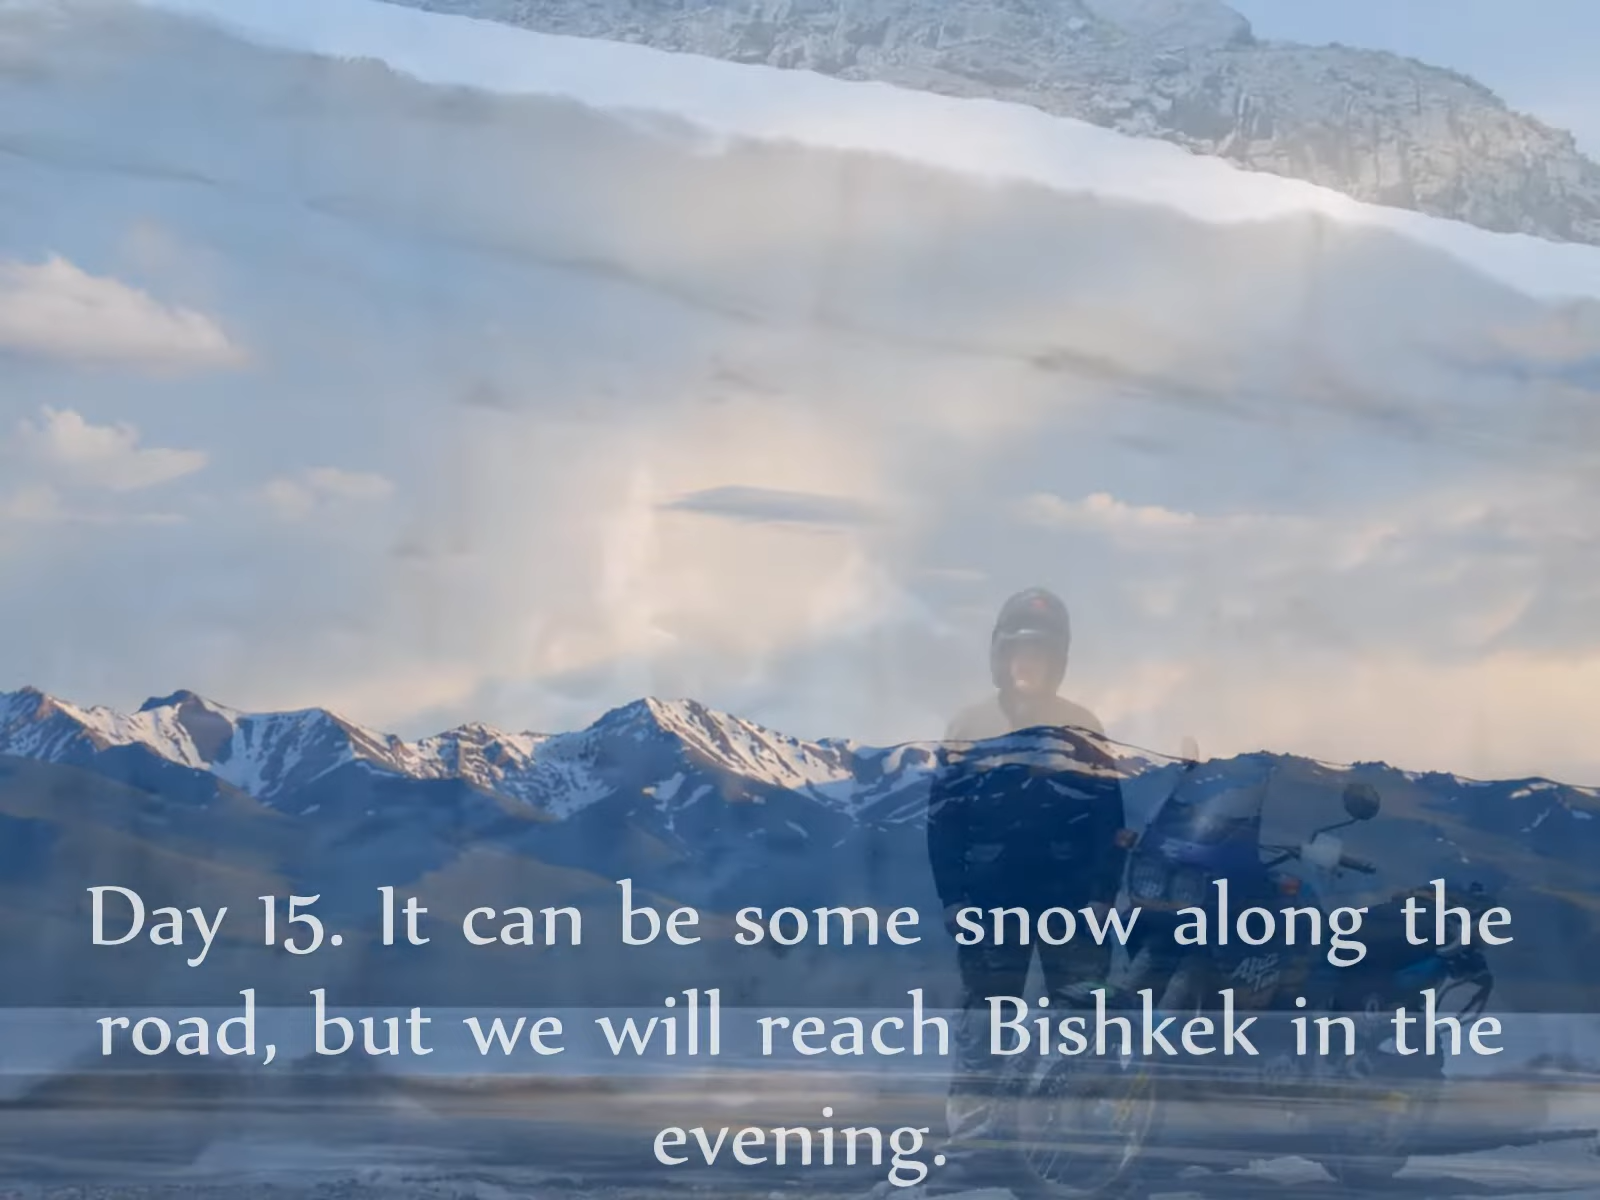 Day 15. It can be some snow along the
road, but we will reach Bishkek in the
evening.